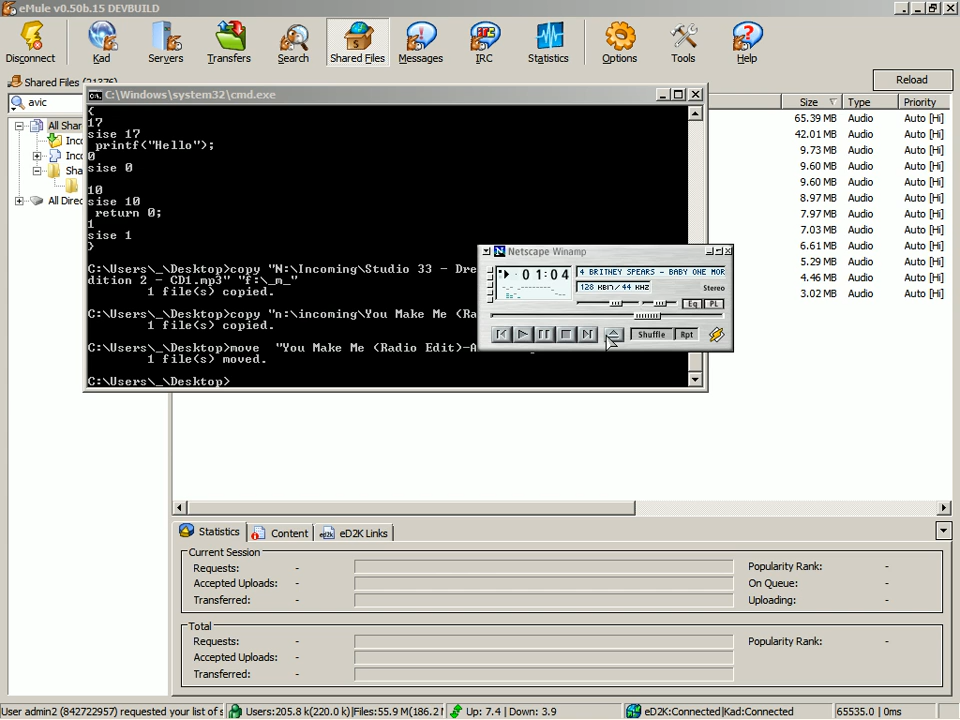 eMule v0.50b.15 DEVBUILD
Disconnect
Kad
Servers
Transfers
Search
Shared Files
Messages
IRC
Statistics
Options
Tools
Help
Shared Files (21376)
Reload
avic
C:\Windows\system32\cmd.exe
Size
Type
Priority
All Shar
Inco
Inco
Sha
All Direc
65.39 MB Audio Auto [Hi]
42.01 MB Audio Auto [Hi]
9.73 MB Audio Auto [Hi]
9.60 MB Audio Auto [Hi]
9.60 MB Audio Auto [Hi]
8.97 MB Audio Auto [Hi]
7.97 MB Audio Auto [Hi]
7.03 MB Audio Auto [Hi]
6.61 MB Audio Auto [Hi]
5.29 MB Audio Auto [Hi]
4.46 MB Audio Auto [Hi]
3.02 MB Audio Auto [Hi]
{
17
sise 17
printf("Hello");
0
sise 0
10
sise 10
return 0;
1
sise 1
}
C:\Users\_\Desktop>copy "N:\Incoming\Studio 33 - Dre
dition 2 - CD1.mp3" "f:\_m_"
1 file(s) copied.
C:\Users\_\Desktop>copy "n:\incoming\You Make Me (Ra
1 file(s) copied.
C:\Users\_\Desktop>move "You Make Me (Radio Edit)-A
1 file(s) moved.
C:\Users\_\Desktop>
Netscape Winamp
01:04
4 BRITNEY SPEARS - BABY ONE MOR
128 KBIT/44 KHZ
Stereo
Eq
PL
Shuffle
Rpt
Statistics
Content
eD2K Links
Current Session
Requests: -
Popularity Rank: -
Accepted Uploads: -
On Queue: -
Transferred: -
Uploading: -
Total
Requests: -
Popularity Rank: -
Accepted Uploads: -
Transferred: -
User admin2 (842722957) requested your list of s
Users:205.8 k(220.0 k)|Files:55.9 M(186.2
Up: 7.4 | Down: 3.9
eD2K:Connected|Kad:Connected
65535.0 | 0ms